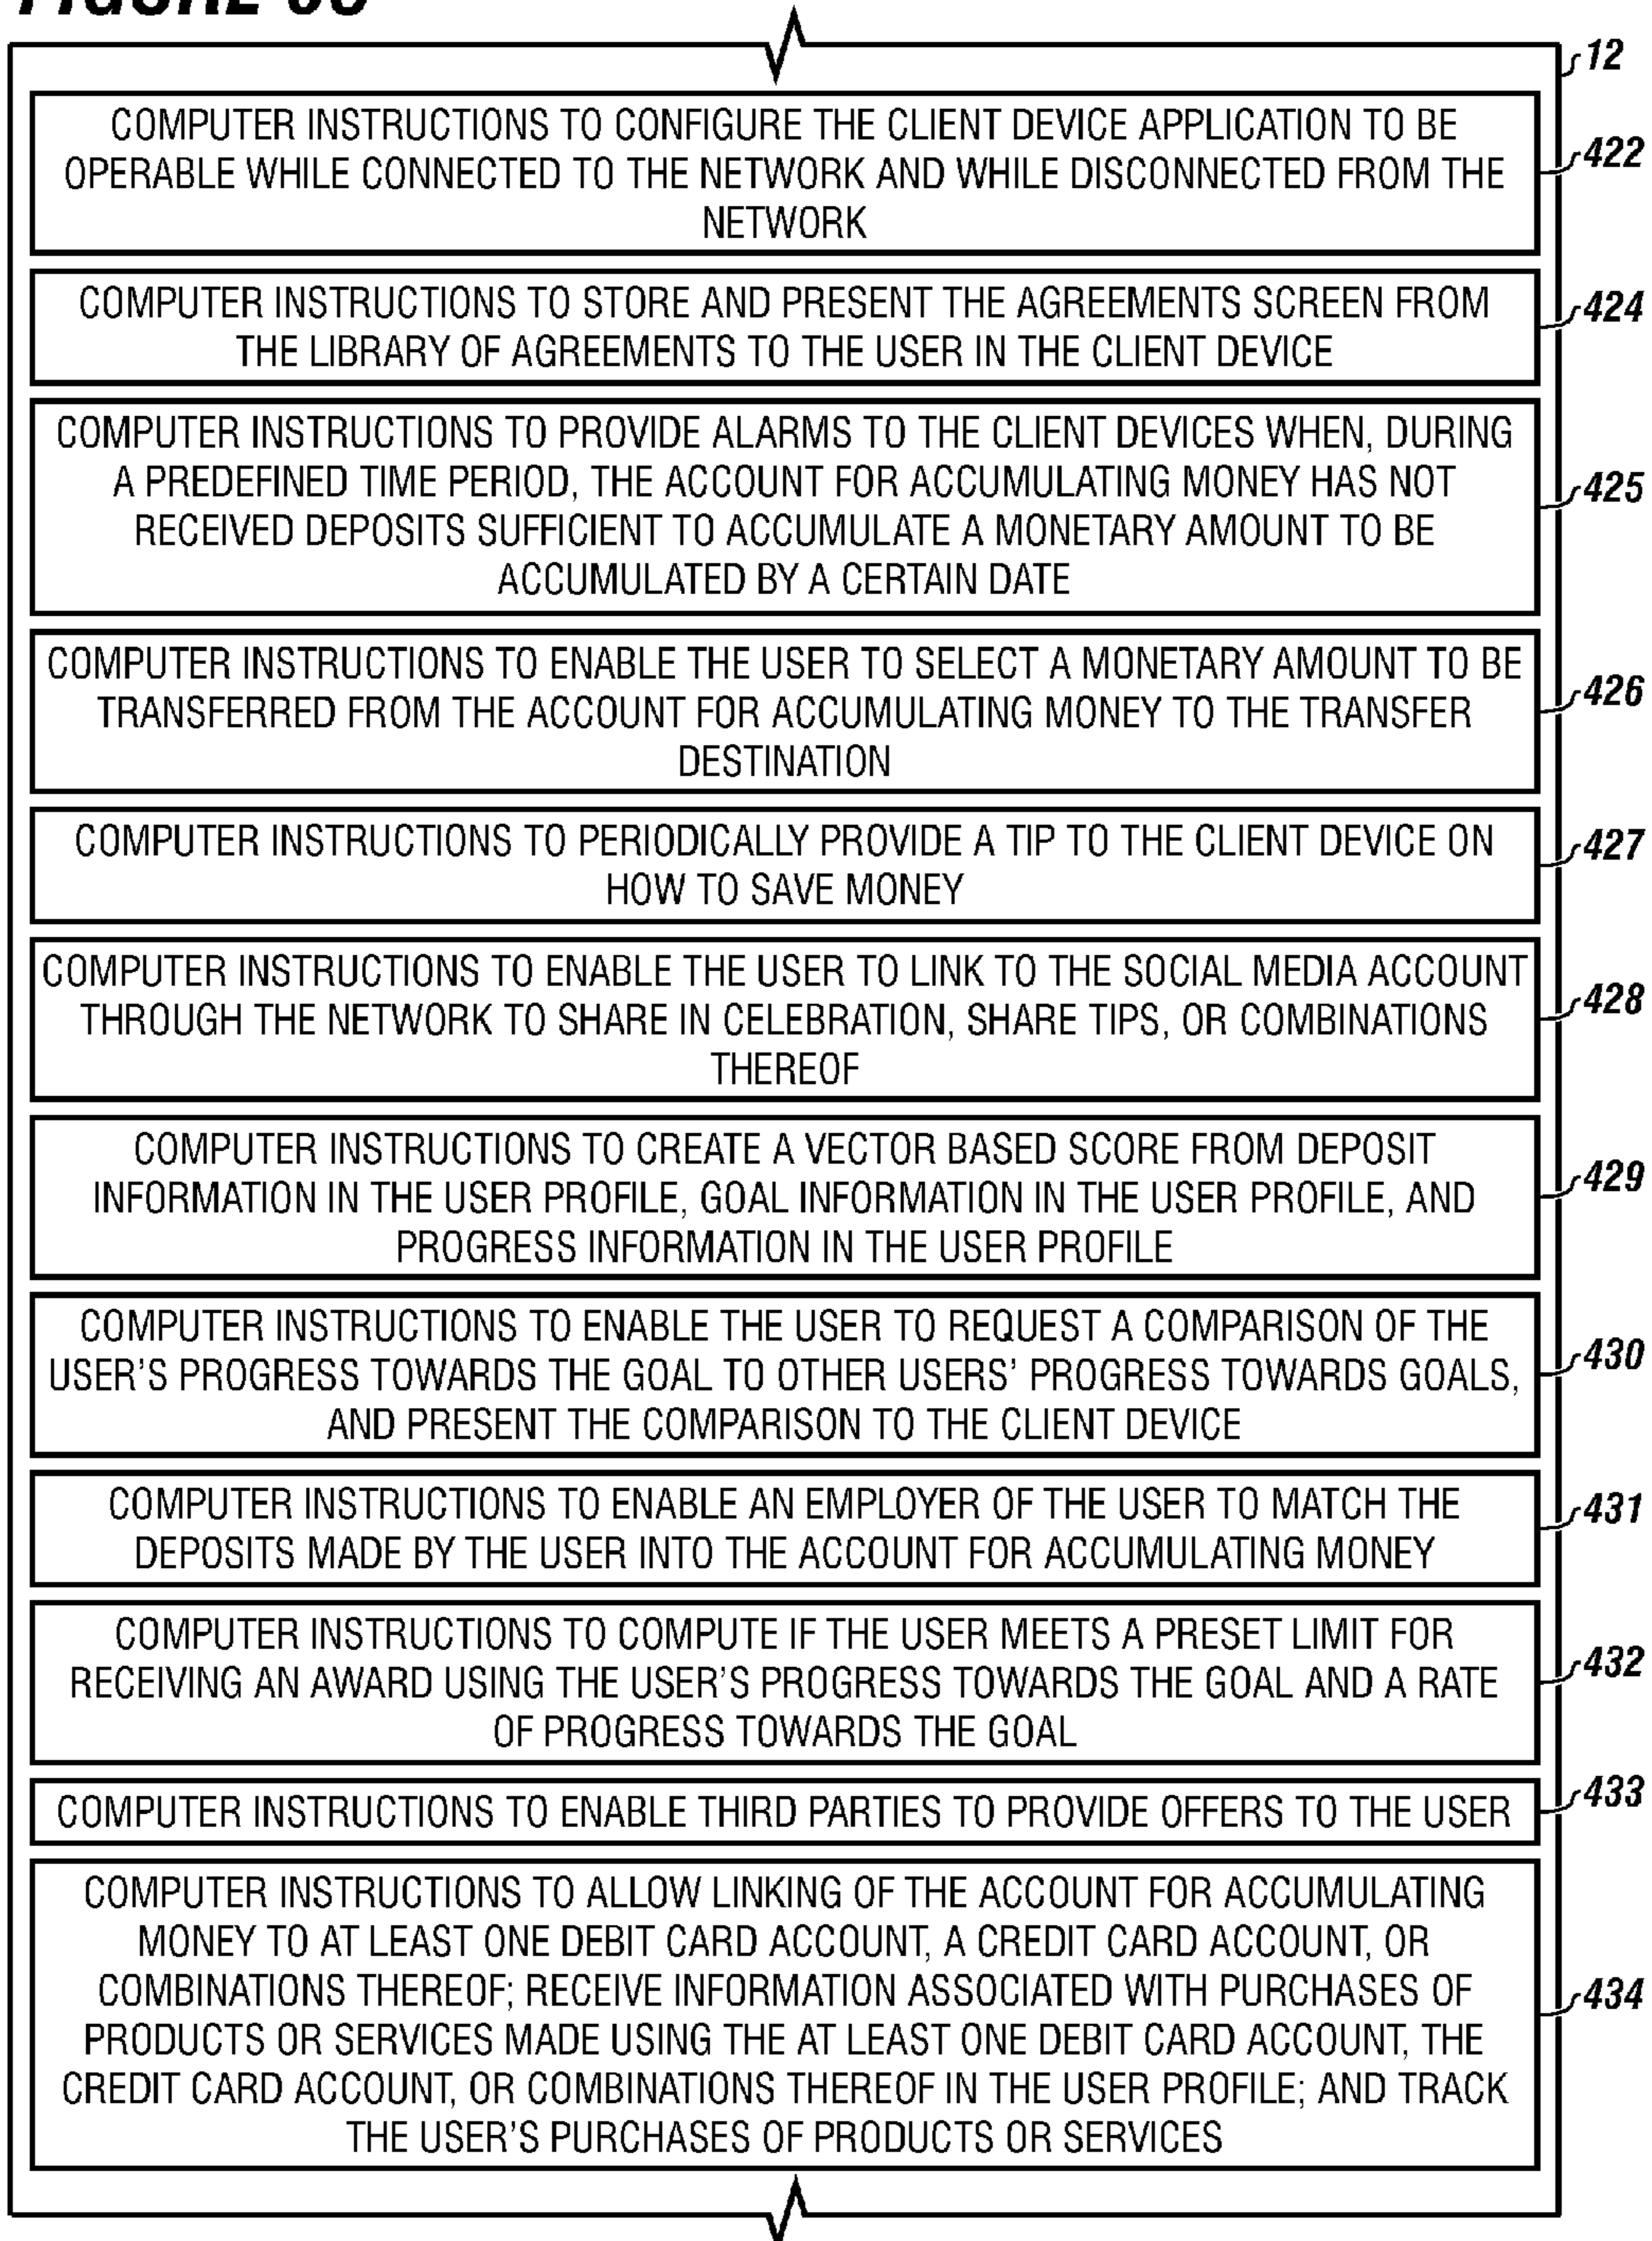 FIGURE
12
COMPUTER INSTRUCTIONS TO CONFIGURE THE CLIENT DEVICE APPLICATION TO BE
OPERABLE WHILE CONNECTED TO THE NETWORK AND WHILE DISCONNECTED FROM THE
NETWORK
422
COMPUTER INSTRUCTIONS TO STORE AND PRESENT THE AGREEMENTS SCREEN FROM
THE LIBRARY OF AGREEMENTS TO THE USER IN THE CLIENT DEVICE
424
COMPUTER INSTRUCTIONS TO PROVIDE ALARMS TO THE CLIENT DEVICES WHEN, DURING
A PREDEFINED TIME PERIOD, THE ACCOUNT FOR ACCUMULATING MONEY HAS NOT
RECEIVED DEPOSITS SUFFICIENT TO ACCUMULATE A MONETARY AMOUNT TO BE
ACCUMULATED BY A CERTAIN DATE
425
COMPUTER INSTRUCTIONS TO ENABLE THE USER TO SELECT A MONETARY AMOUNT TO BE
TRANSFERRED FROM THE ACCOUNT FOR ACCUMULATING MONEY TO THE TRANSFER
DESTINATION
426
COMPUTER INSTRUCTIONS TO PERIODICALLY PROVIDE A TIP TO THE CLIENT DEVICE ON
HOW TO SAVE MONEY
427
COMPUTER INSTRUCTIONS TO ENABLE THE USER TO LINK TO THE SOCIAL MEDIA ACCOUNT
THROUGH THE NETWORK TO SHARE IN CELEBRATION, SHARE TIPS, OR COMBINATIONS
THEREOF
428
COMPUTER INSTRUCTIONS TO CREATE A VECTOR BASED SCORE FROM DEPOSIT
INFORMATION IN THE USER PROFILE, GOAL INFORMATION IN THE USER PROFILE, AND
PROGRESS INFORMATION IN THE USER PROFILE
429
COMPUTER INSTRUCTIONS TO ENABLE THE USER TO REQUEST A COMPARISON OF THE
USER'S PROGRESS TOWARDS THE GOAL TO OTHER USERS' PROGRESS TOWARDS GOALS,
AND PRESENT THE COMPARISON TO THE CLIENT DEVICE
430
COMPUTER INSTRUCTIONS TO ENABLE AN EMPLOYER OF THE USER TO MATCH THE
DEPOSITS MADE BY THE USER INTO THE ACCOUNT FOR ACCUMULATING MONEY
431
COMPUTER INSTRUCTIONS TO COMPUTE IF THE USER MEETS A PRESET LIMIT FOR
RECEIVING AN AWARD USING THE USER'S PROGRESS TOWARDS THE GOAL AND A RATE
OF PROGRESS TOWARDS THE GOAL
432
COMPUTER INSTRUCTIONS TO ENABLE THIRD PARTIES TO PROVIDE OFFERS TO THE USER
433
COMPUTER INSTRUCTIONS TO ALLOW LINKING OF THE ACCOUNT FOR ACCUMULATING
MONEY TO AT LEAST ONE DEBIT CARD ACCOUNT, A CREDIT CARD ACCOUNT, OR
COMBINATIONS THEREOF; RECEIVE INFORMATION ASSOCIATED WITH PURCHASES OF
PRODUCTS OR SERVICES MADE USING THE AT LEAST ONE DEBIT CARD ACCOUNT, THE
CREDIT CARD ACCOUNT, OR COMBINATIONS THEREOF IN THE USER PROFILE; AND TRACK
THE USER'S PURCHASES OF PRODUCTS OR SERVICES
434